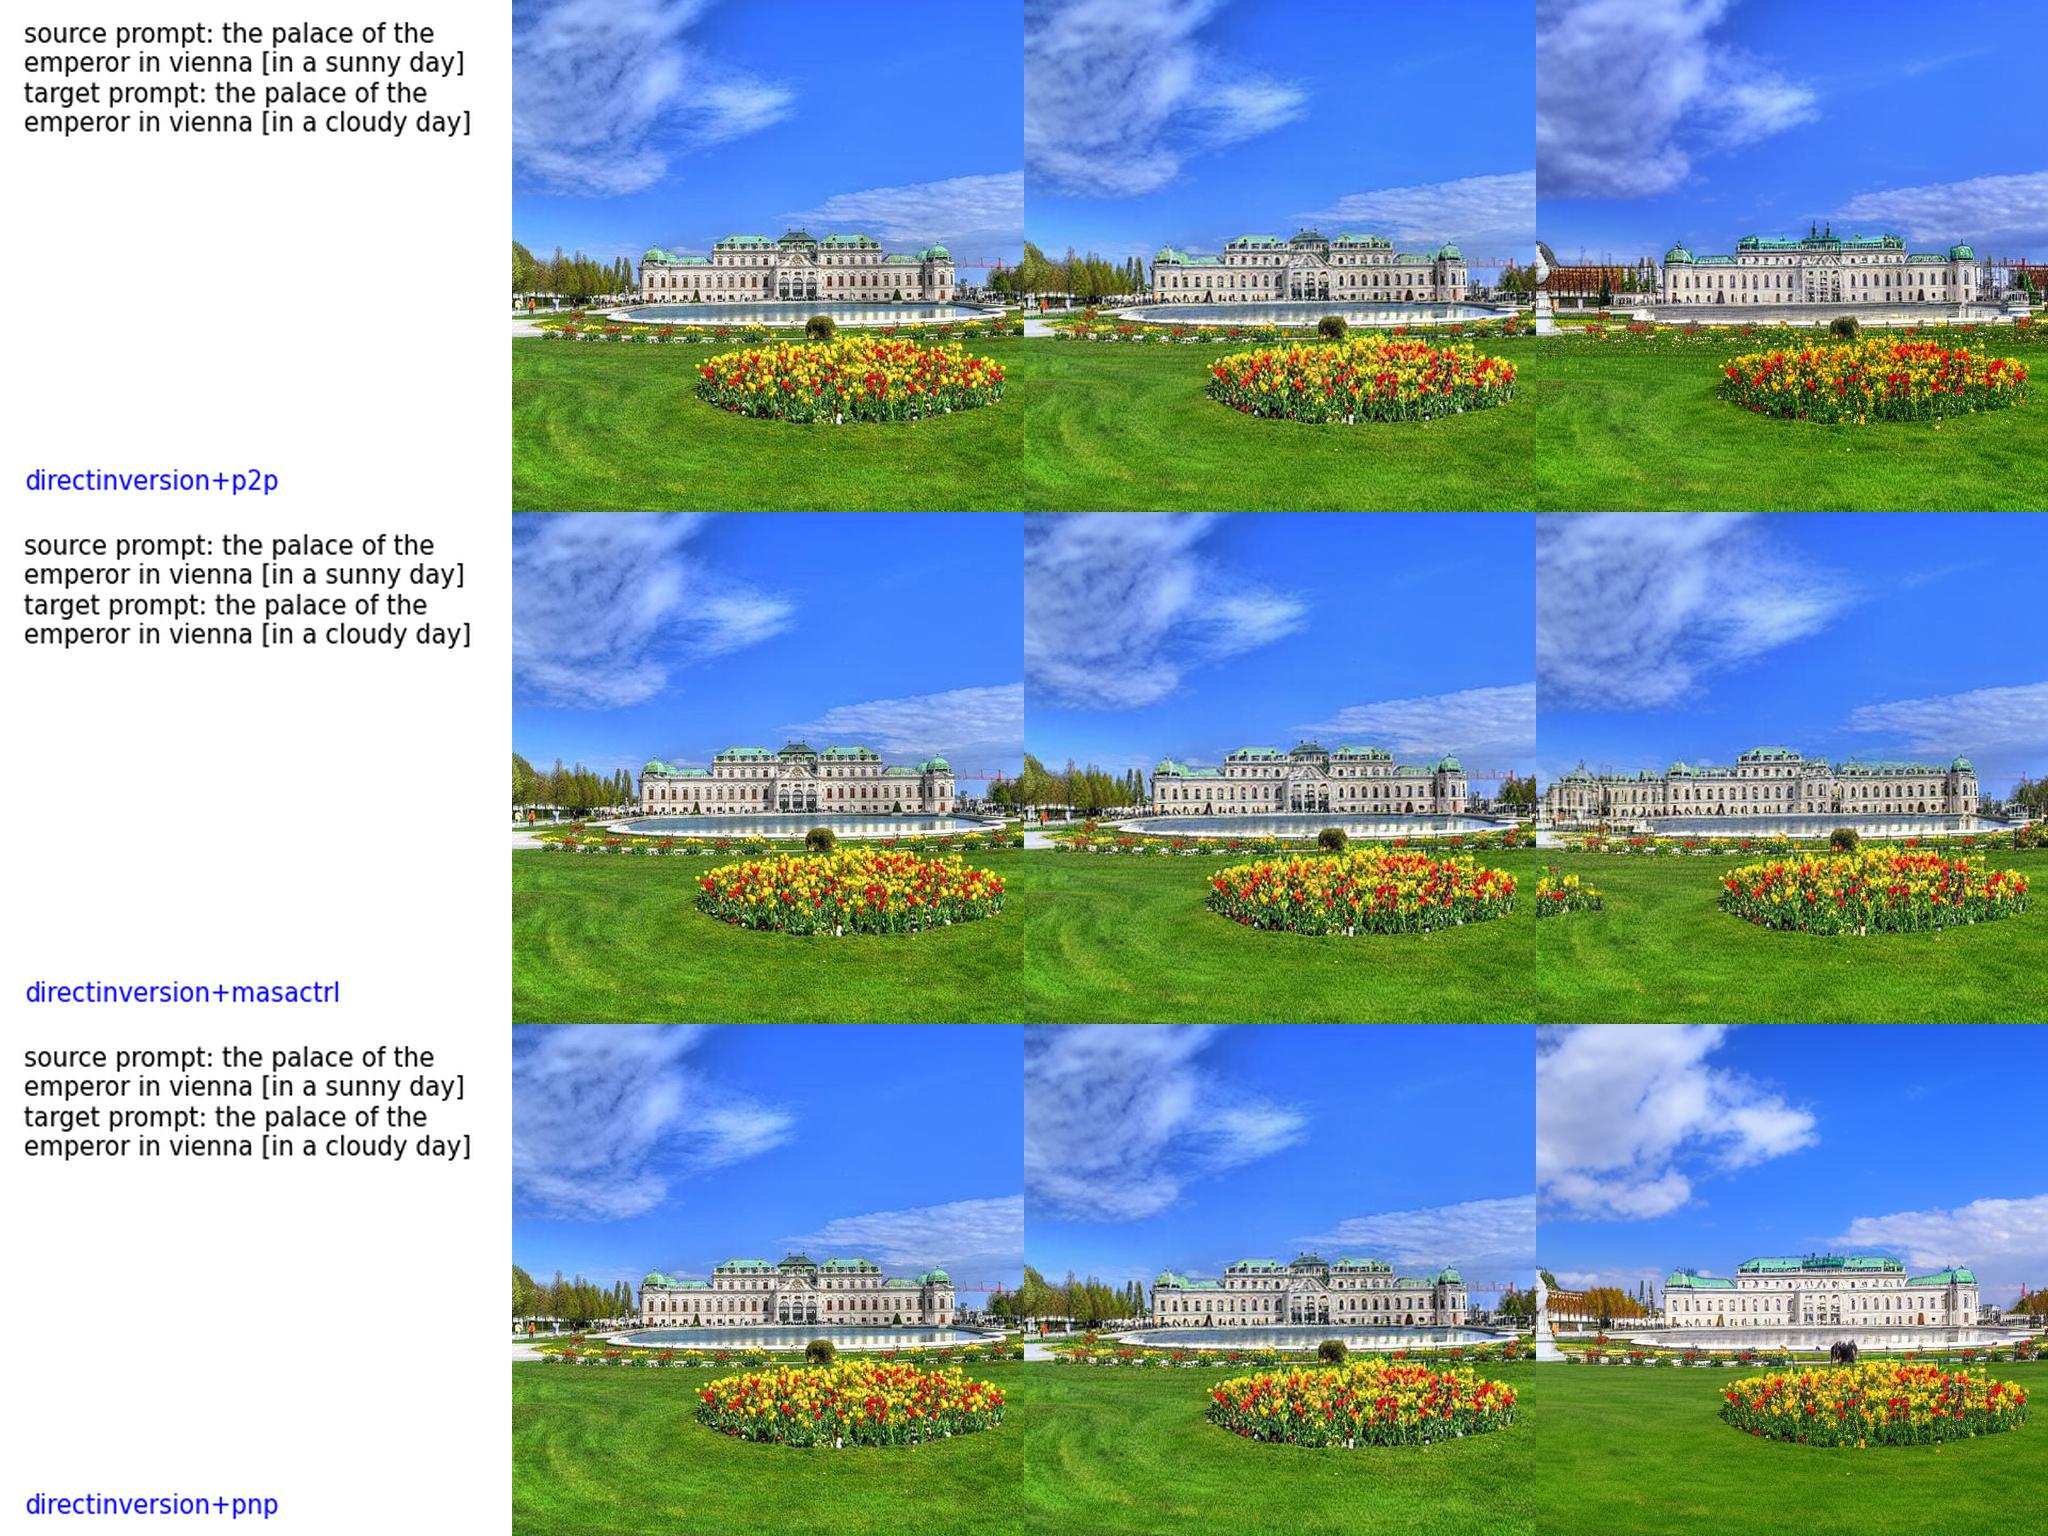 source prompt: the palace of the
emperor in vienna [in a sunny day]
target prompt: the palace of the
emperor in vienna [in a cloudy day]
directinversion+p2p
source prompt: the palace of the
emperor in vienna [in a sunny day]
target prompt: the palace of the
emperor in vienna [in a cloudy day]
directinversion+masactrl
source prompt: the palace of the
emperor in vienna [in a sunny day]
target prompt: the palace of the
emperor in vienna [in a cloudy day]
directinversion+pnp